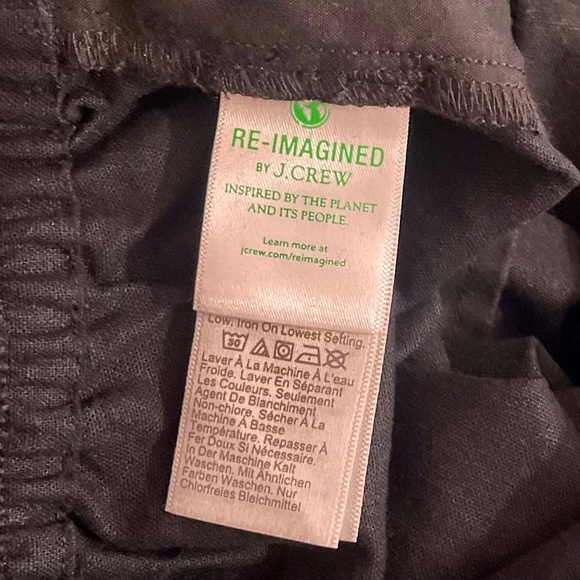 RE-IMAGINED
BY J.CREW
INSPIRED BY THE PLANET
AND ITS PEOPLE.
Learn more at
jcrew.com/reimagined
Low. Iron On Lowest Setting.
30
Laver À La Machine À L'eau
Froide. Laver En Séparant
Les Couleurs. Seulement
Agent De Blanchiment
Non-chlore. Sécher À La
Machine À Basse
Température. Repasser À
Fer Doux Si Nécessaire.
In Der Maschine Kalt
Waschen. Mit Ähnlichen
Farben Waschen. Nur
Chlorfreies Bleichmittel